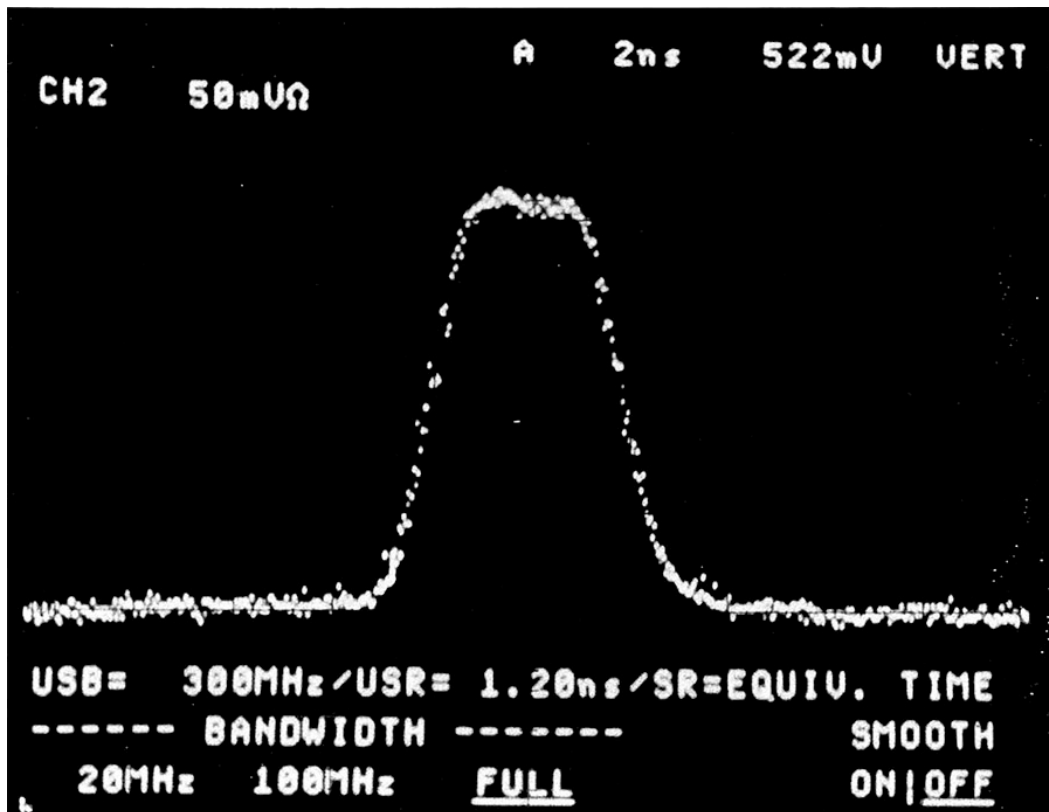 A 2ns 522mV VERT
CH2 50mVΩ
USB= 300MHz/USR= 1.20ns/SR=EQUIV. TIME
------ BANDWIDTH ------- SMOOTH
20MHz 100MHz FULL ON|OFF